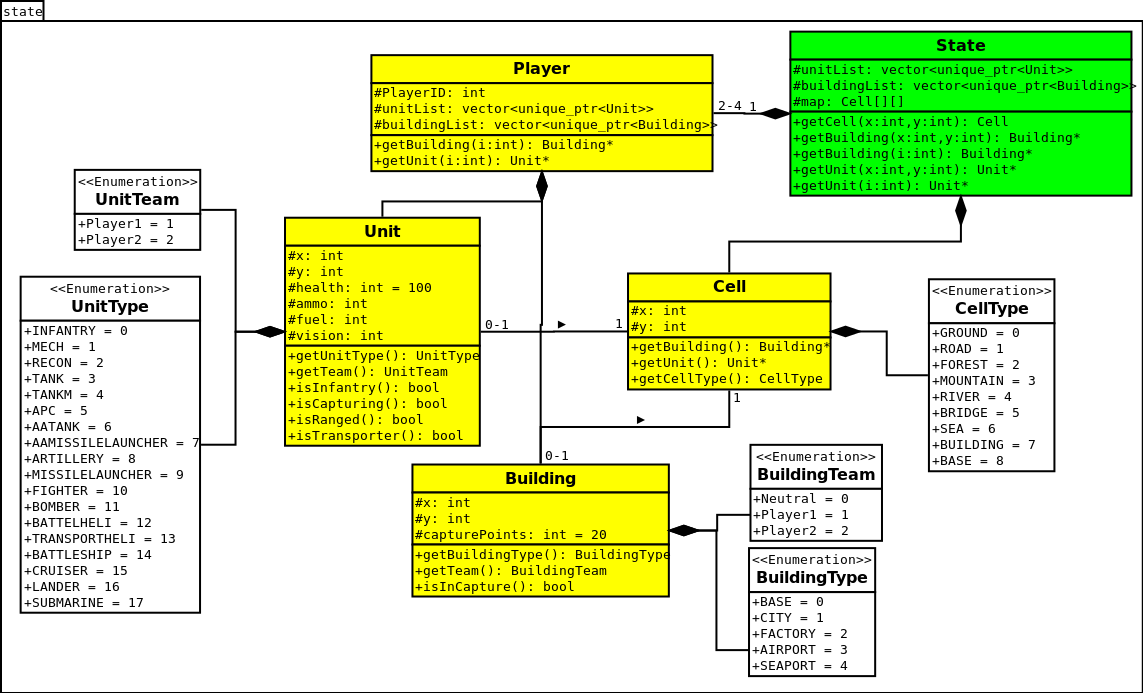 state
State
#unitList: vector<unique_ptr<Unit>>
#buildingList: vector<unique_ptr<Building>>
#map: Cell[][]
+getCell(x:int,y:int): Cell
+getBuilding(x:int,y:int): Building*
+getBuilding(i:int): Building*
+getUnit(x:int,y:int): Unit*
+getUnit(i:int): Unit*
Player
#PlayerID: int
#unitList: vector<unique_ptr<Unit>>
#buildingList: vector<unique_ptr<Building>>
+getBuilding(i:int): Building*
+getUnit(i:int): Unit*
2-4 1
<<Enumeration>>
UnitTeam
+Player1 = 1
+Player2 = 2
<<Enumeration>>
UnitType
+INFANTRY = 0
+MECH = 1
+RECON = 2
+TANK = 3
+TANKM = 4
+APC = 5
+AATANK = 6
+AAMISSILELAUNCHER = 7
+ARTILLERY = 8
+MISSILELAUNCHER = 9
+FIGHTER = 10
+BOMBER = 11
+BATTELHELI = 12
+TRANSPORTHELI = 13
+BATTLESHIP = 14
+CRUISER = 15
+LANDER = 16
+SUBMARINE = 17
Unit
#x: int
#y: int
#health: int = 100
#ammo: int
#fuel: int
#vision: int
+getUnitType(): UnitType
+getTeam(): UnitTeam
+isInfantry(): bool
+isCapturing(): bool
+isRanged(): bool
+isTransporter(): bool
0-1
1
Cell
#x: int
#y: int
+getBuilding(): Building*
+getUnit(): Unit*
+getCellType(): CellType
1
<<Enumeration>>
CellType
+GROUND = 0
+ROAD = 1
+FOREST = 2
+MOUNTAIN = 3
+RIVER = 4
+BRIDGE = 5
+SEA = 6
+BUILDING = 7
+BASE = 8
0-1
Building
#x: int
#y: int
#capturePoints: int = 20
+getBuildingType(): BuildingType
+getTeam(): BuildingTeam
+isInCapture(): bool
<<Enumeration>>
BuildingTeam
+Neutral = 0
+Player1 = 1
+Player2 = 2
<<Enumeration>>
BuildingType
+BASE = 0
+CITY = 1
+FACTORY = 2
+AIRPORT = 3
+SEAPORT = 4